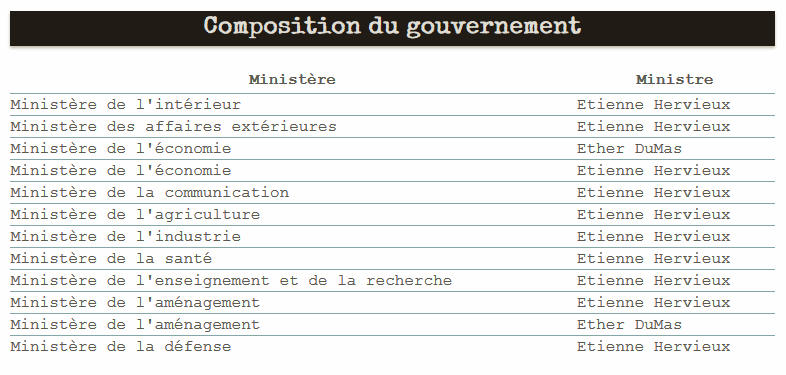 Composition du gouvernement
Ministère Ministre
Ministère de l'intérieur Etienne Hervieux
Ministère des affaires extérieures Etienne Hervieux
Ministère de l'économie Ether DuMas
Ministère de l'économie Etienne Hervieux
Ministère de la communication Etienne Hervieux
Ministère de l'agriculture Etienne Hervieux
Ministère de l'industrie Etienne Hervieux
Ministère de la santé Etienne Hervieux
Ministère de l'enseignement et de la recherche Etienne Hervieux
Ministère de l'aménagement Etienne Hervieux
Ministère de l'aménagement Ether DuMas
Ministère de la défense Etienne Hervieux